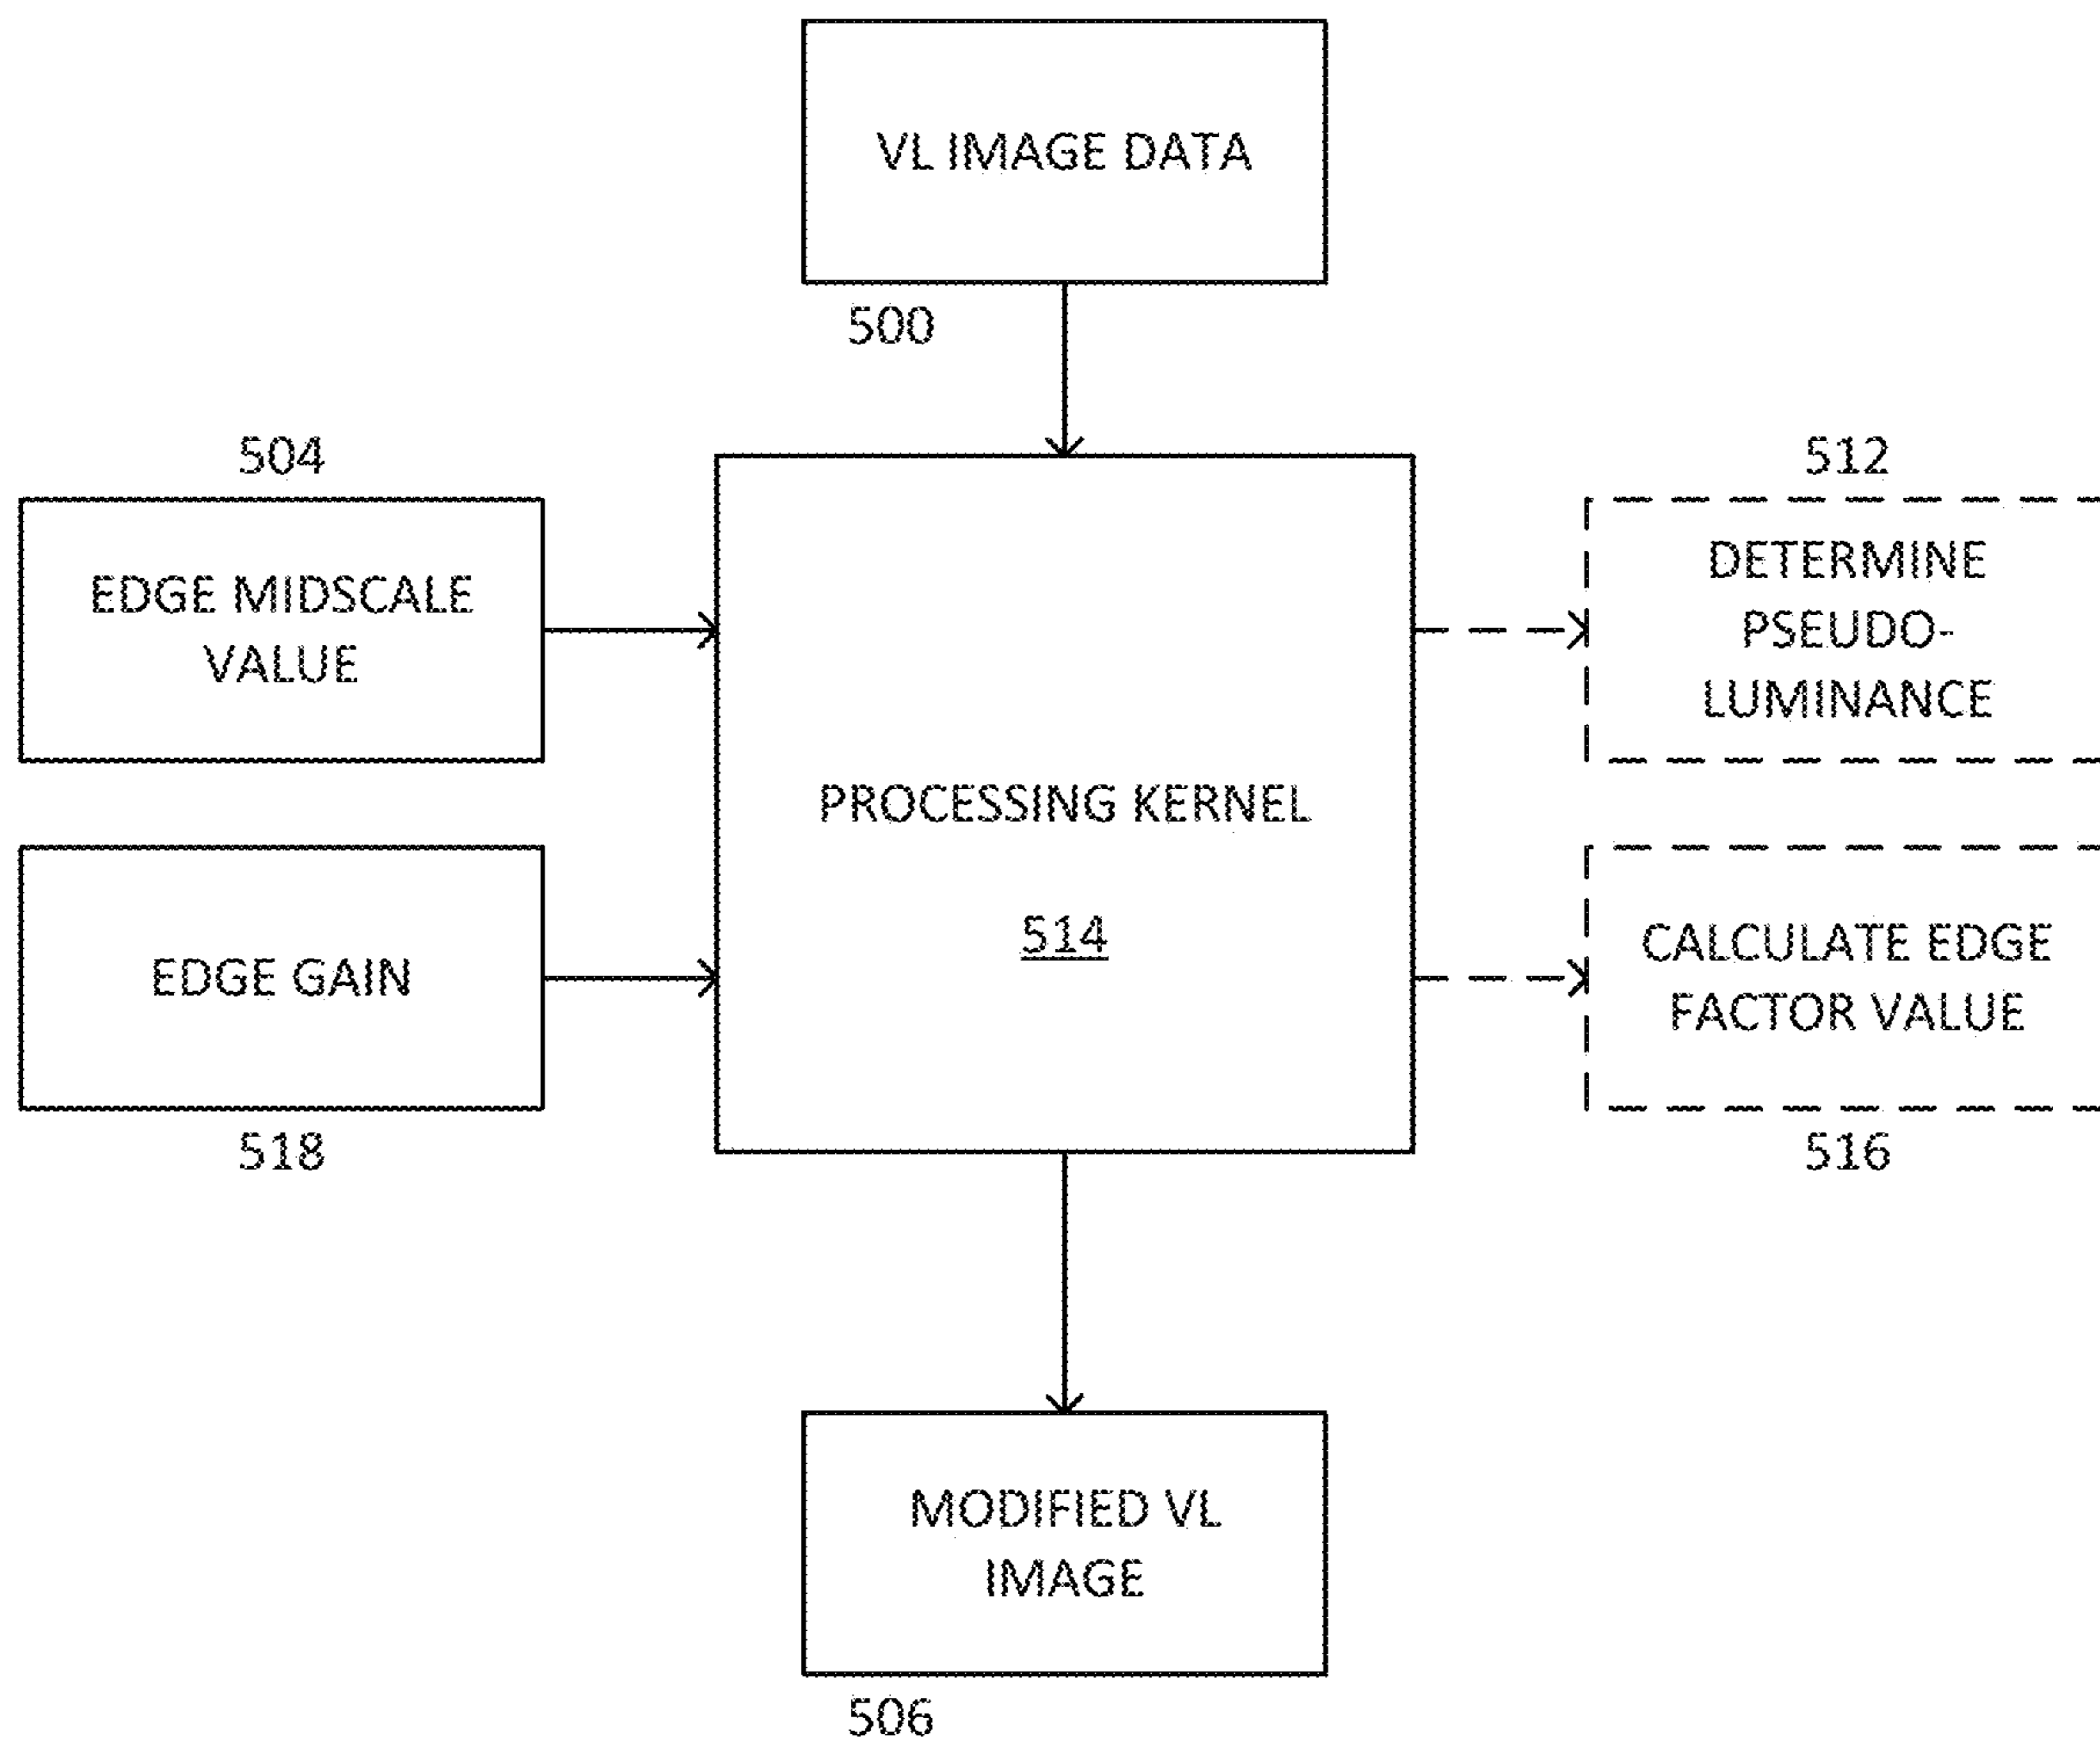 VL IMAGE DATA
500
504
EDGE MIDSCALE
VALUE
512
DETERMINE
PSEUDO-
LUMINANCE
PROCESSING KERNEL
514
EDGE GAIN
518
CALCULATE EDGE
FACTOR VALUE
516
MODIFIED VL
IMAGE
506